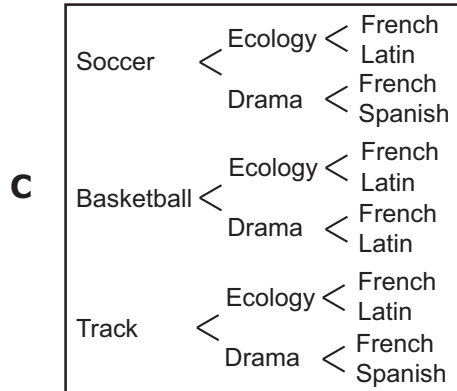 C
Soccer
Ecology
French
Latin
Drama
French
Spanish
Basketball
Ecology
French
Latin
Drama
French
Latin
Track
Ecology
French
Latin
Drama
French
Spanish